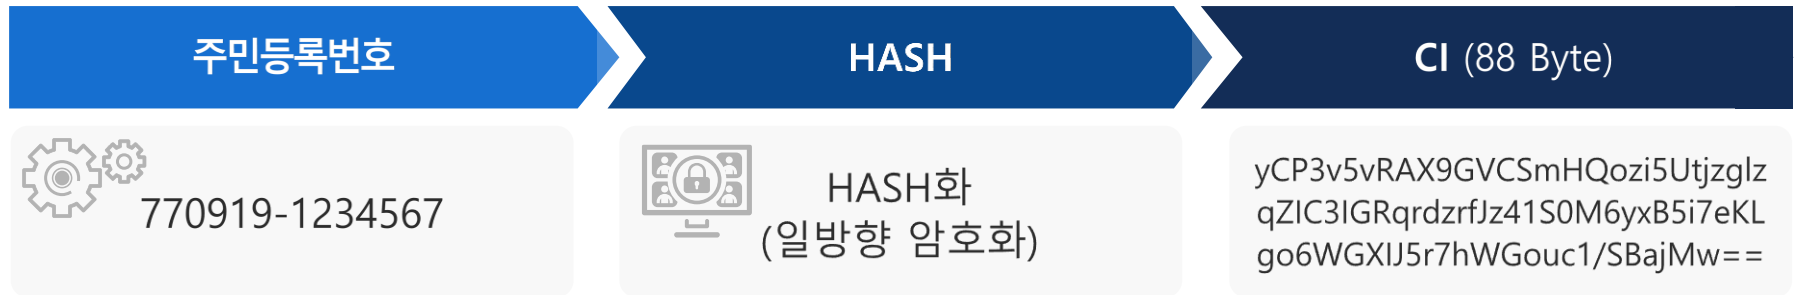 주민등록번호
HASH
CI (88 Byte)
770919-1234567
HASH화
(일방향 암호화)
yCP3v5vRAX9GVCSmHQozi5Utjzglz
qZIC3IGRqrdzrfJz41S0M6yxB5i7eKL
go6WGXIJ5r7hWGouc1/SBajMw==